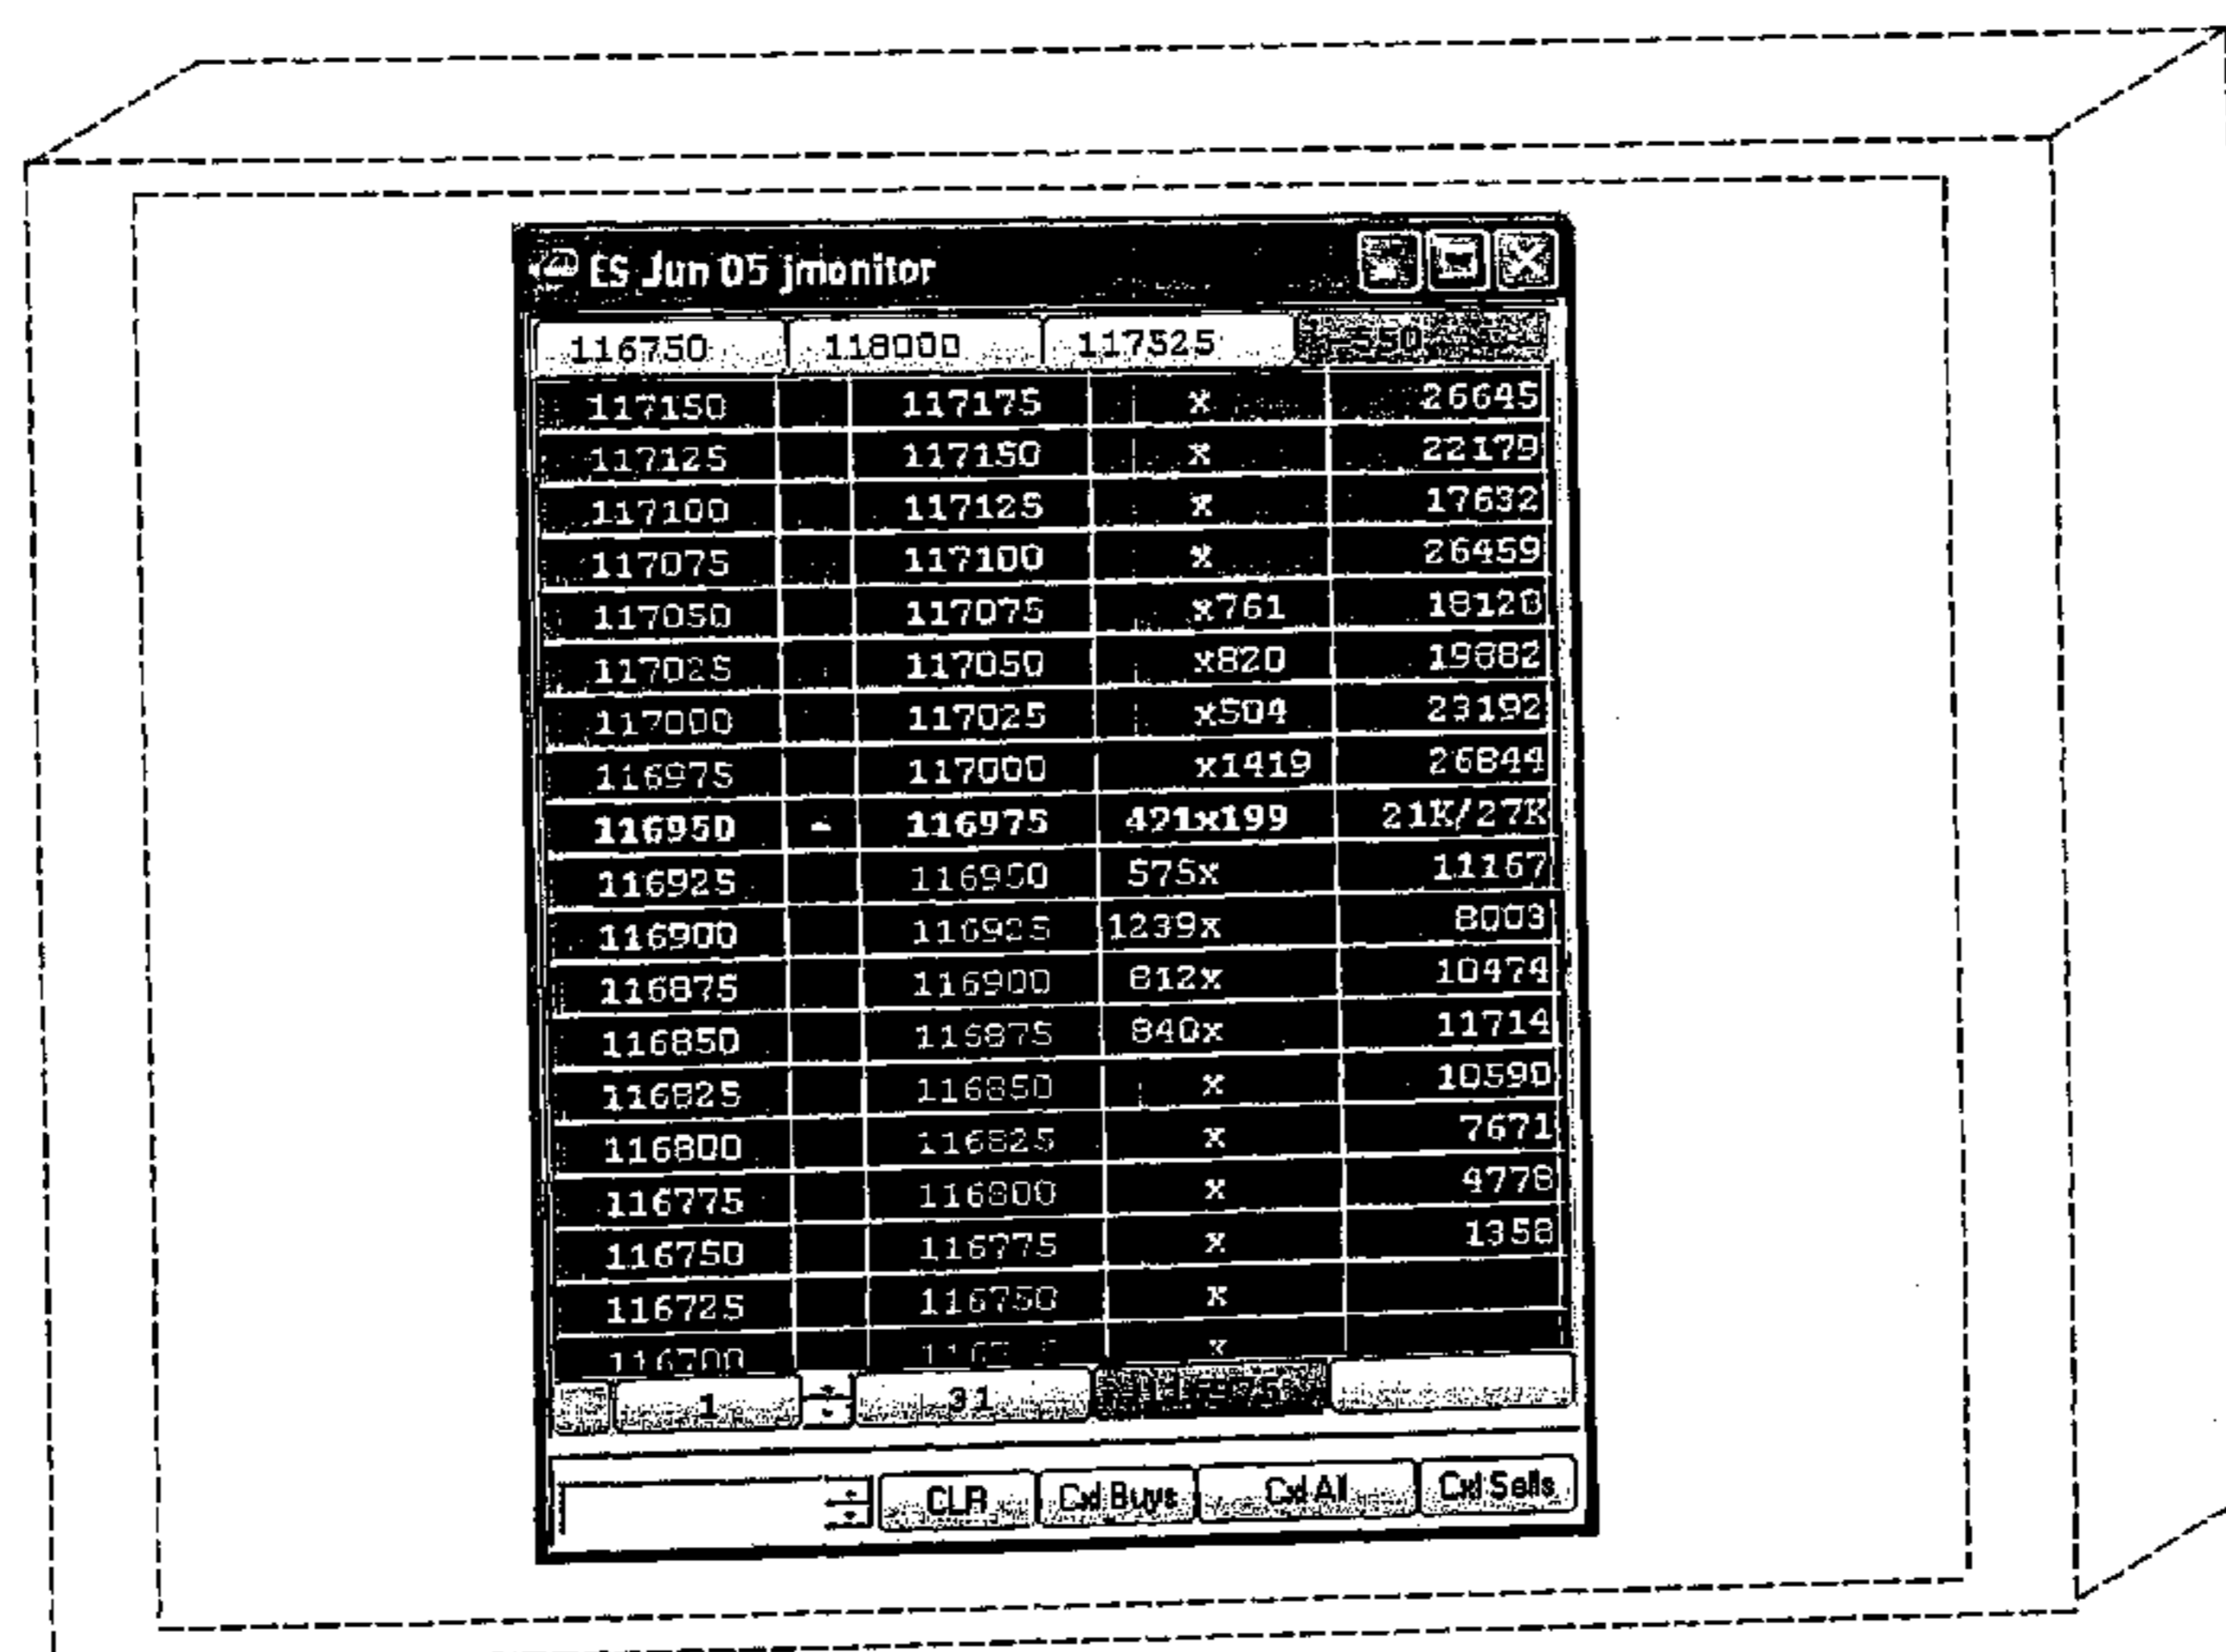 ES Jun 05 jmonitor
116750 118000 117525 -550
117150 117175 x 26645
117125 117150 x 22179
117100 117125 x 17632
117075 117100 x 26459
117050 117075 x761 18128
117025 117050 x820 19882
117000 117025 x504 23192
116975 117000 x1419 26844
116950 116975 421x199 21K/27K
116925 116950 575x 11167
116900 116925 1239x 8003
116875 116900 812x 10474
116850 116875 840x 11714
116825 116850 x 10590
116800 116825 x 7671
116775 116800 x 4778
116750 116775 x 1358
116725 116750 x
116700 x
1 31
CLR Cxl Buys Cxl All Cxl Sells